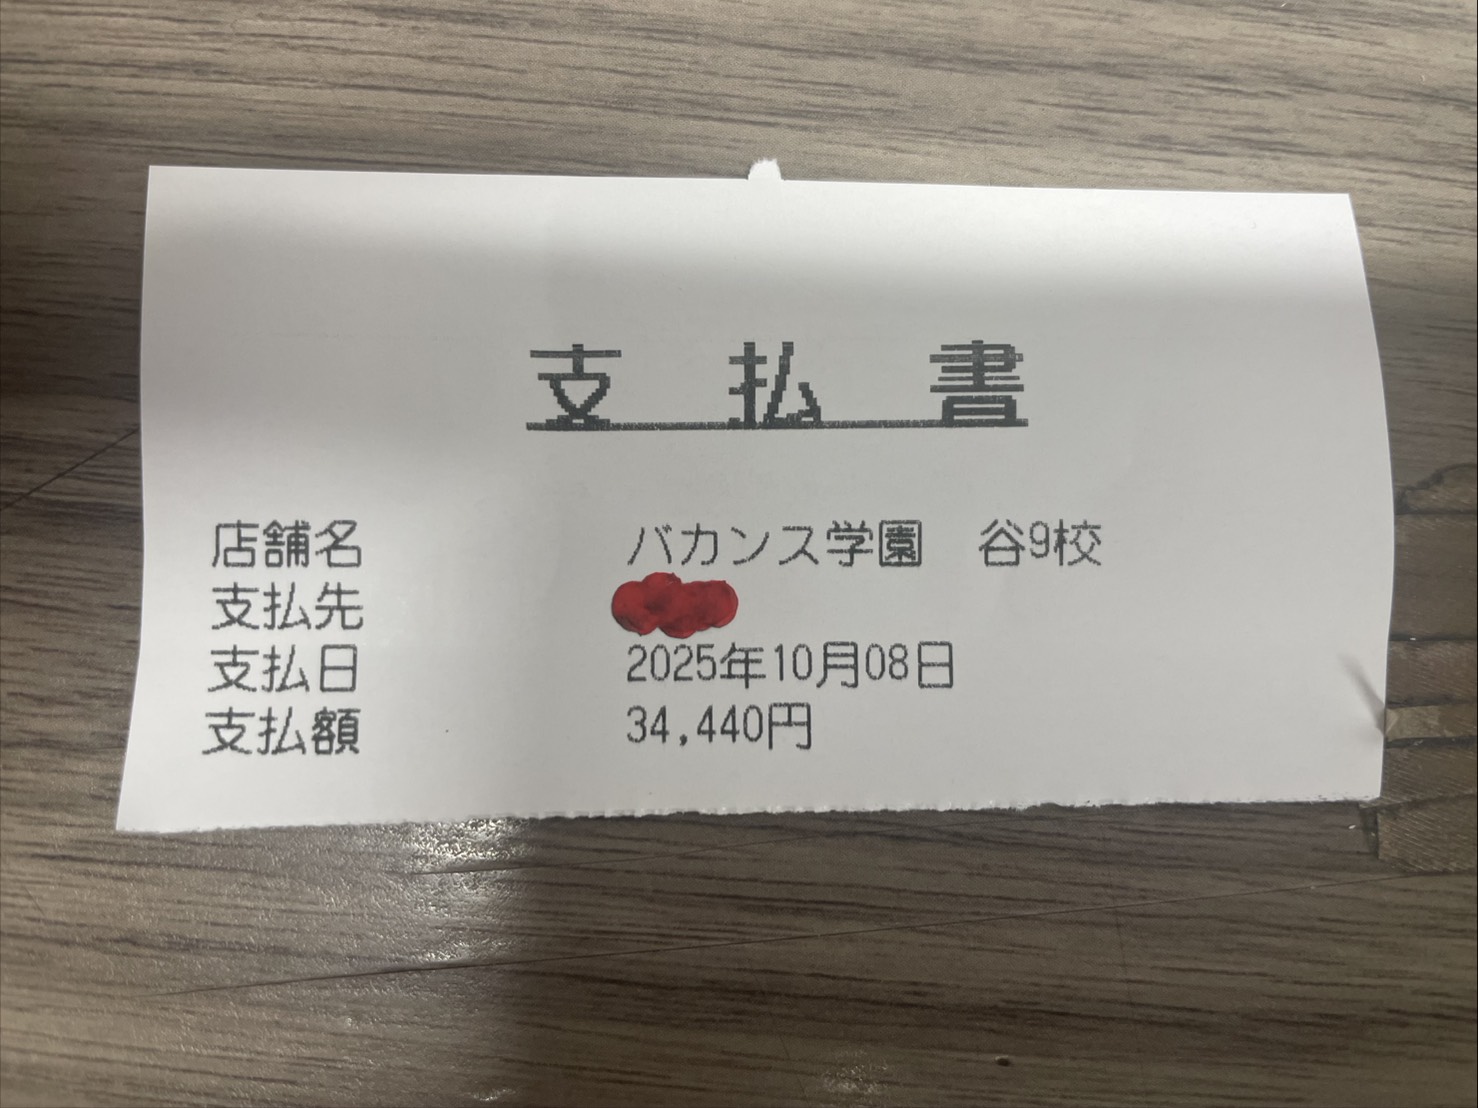 支払書
店舗名 バカンス学園 谷9校
支払先
支払日 2025年10月08日
支払額 34,440円